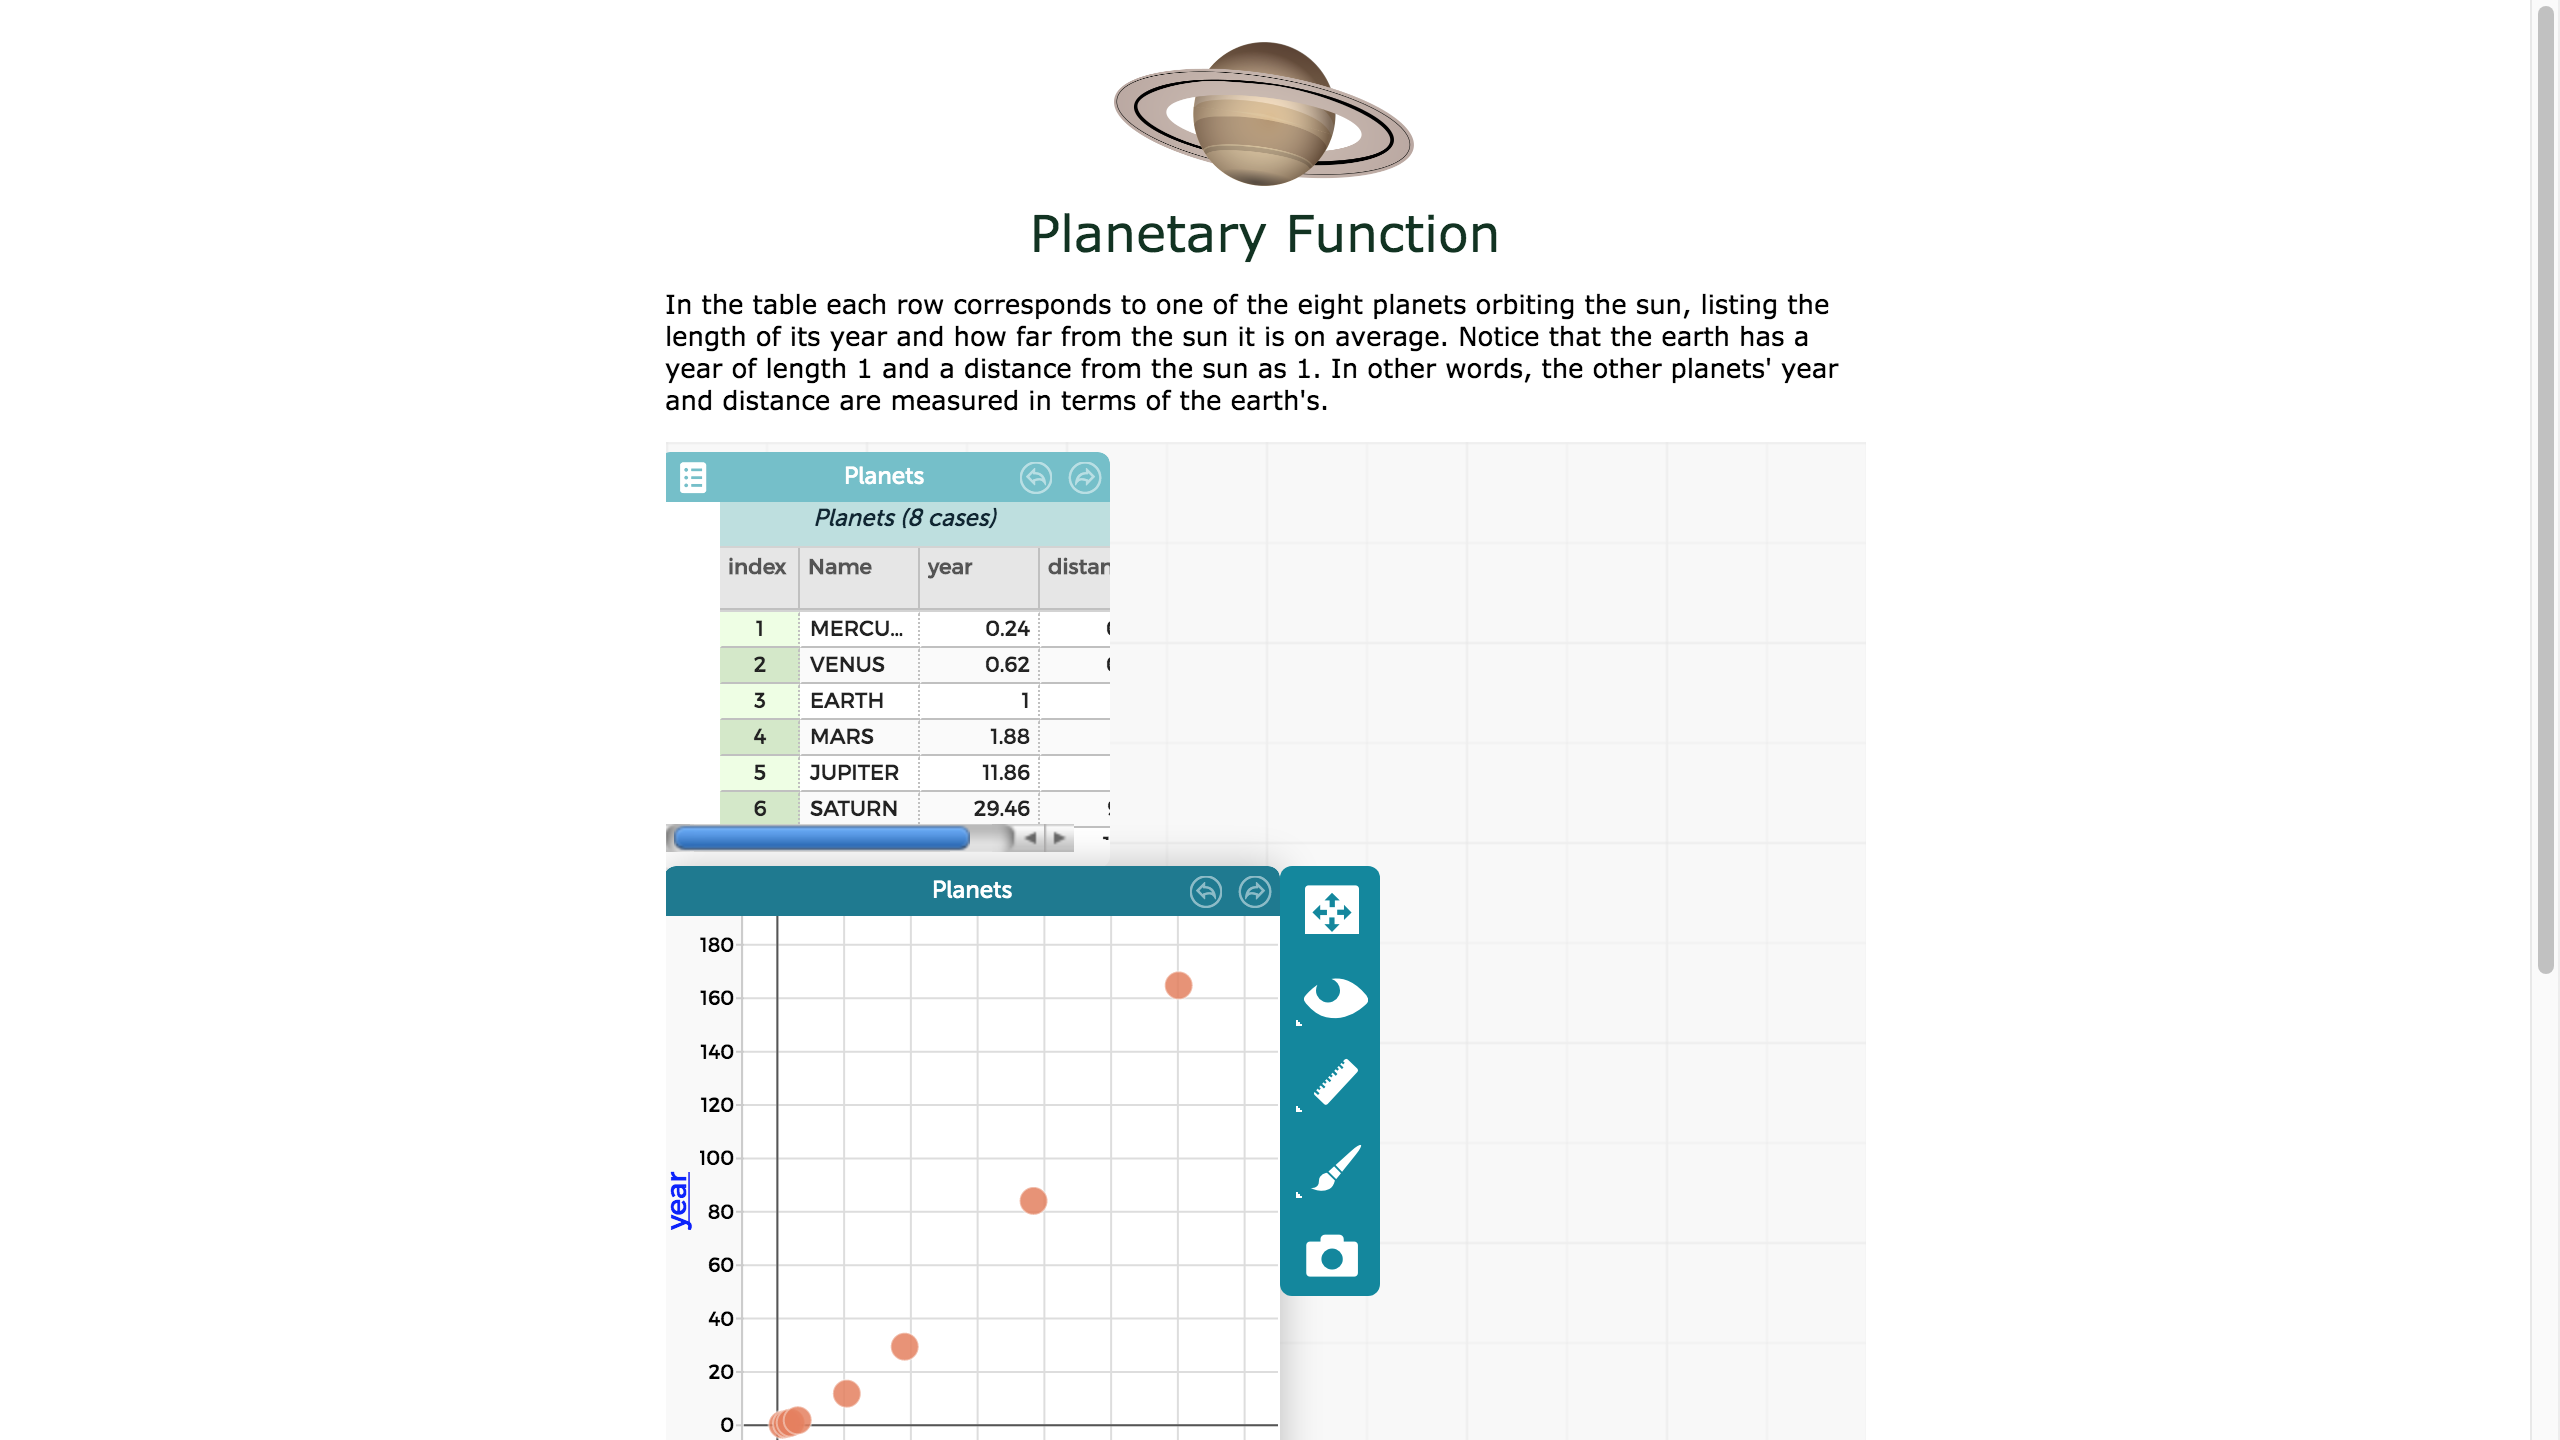 Planetary Function
In the table each row corresponds to one of the eight planets orbiting the sun, listing the
length of its year and how far from the sun it is on average. Notice that the earth has a
year of length 1 and a distance from the sun as 1. In other words, the other planets' year
and distance are measured in terms of the earth's.
Planets
Planets (8 cases)
index Name year distan
1 MERCU... 0.24
2 VENUS 0.62
3 EARTH 1
4 MARS 1.88
5 JUPITER 11.86
6 SATURN 29.46
Planets
180
160
140
120
100
80
60
40
20
0
year